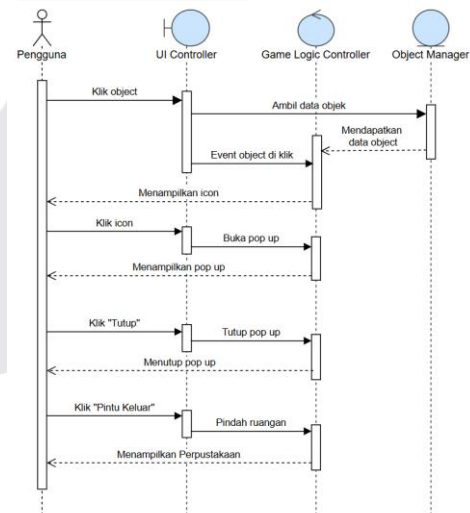 Pengguna
UI Controller
Game Logic Controller
Object Manager
Klik object
Ambil data objek
Mendapatkan
data object
Event object di klik
Menampilkan icon
Klik icon
Buka pop up
Menampilkan pop up
Klik "Tutup"
Tutup pop up
Menutup pop up
Klik "Pintu Keluar"
Pindah ruangan
Menampilkan Perpustakaan